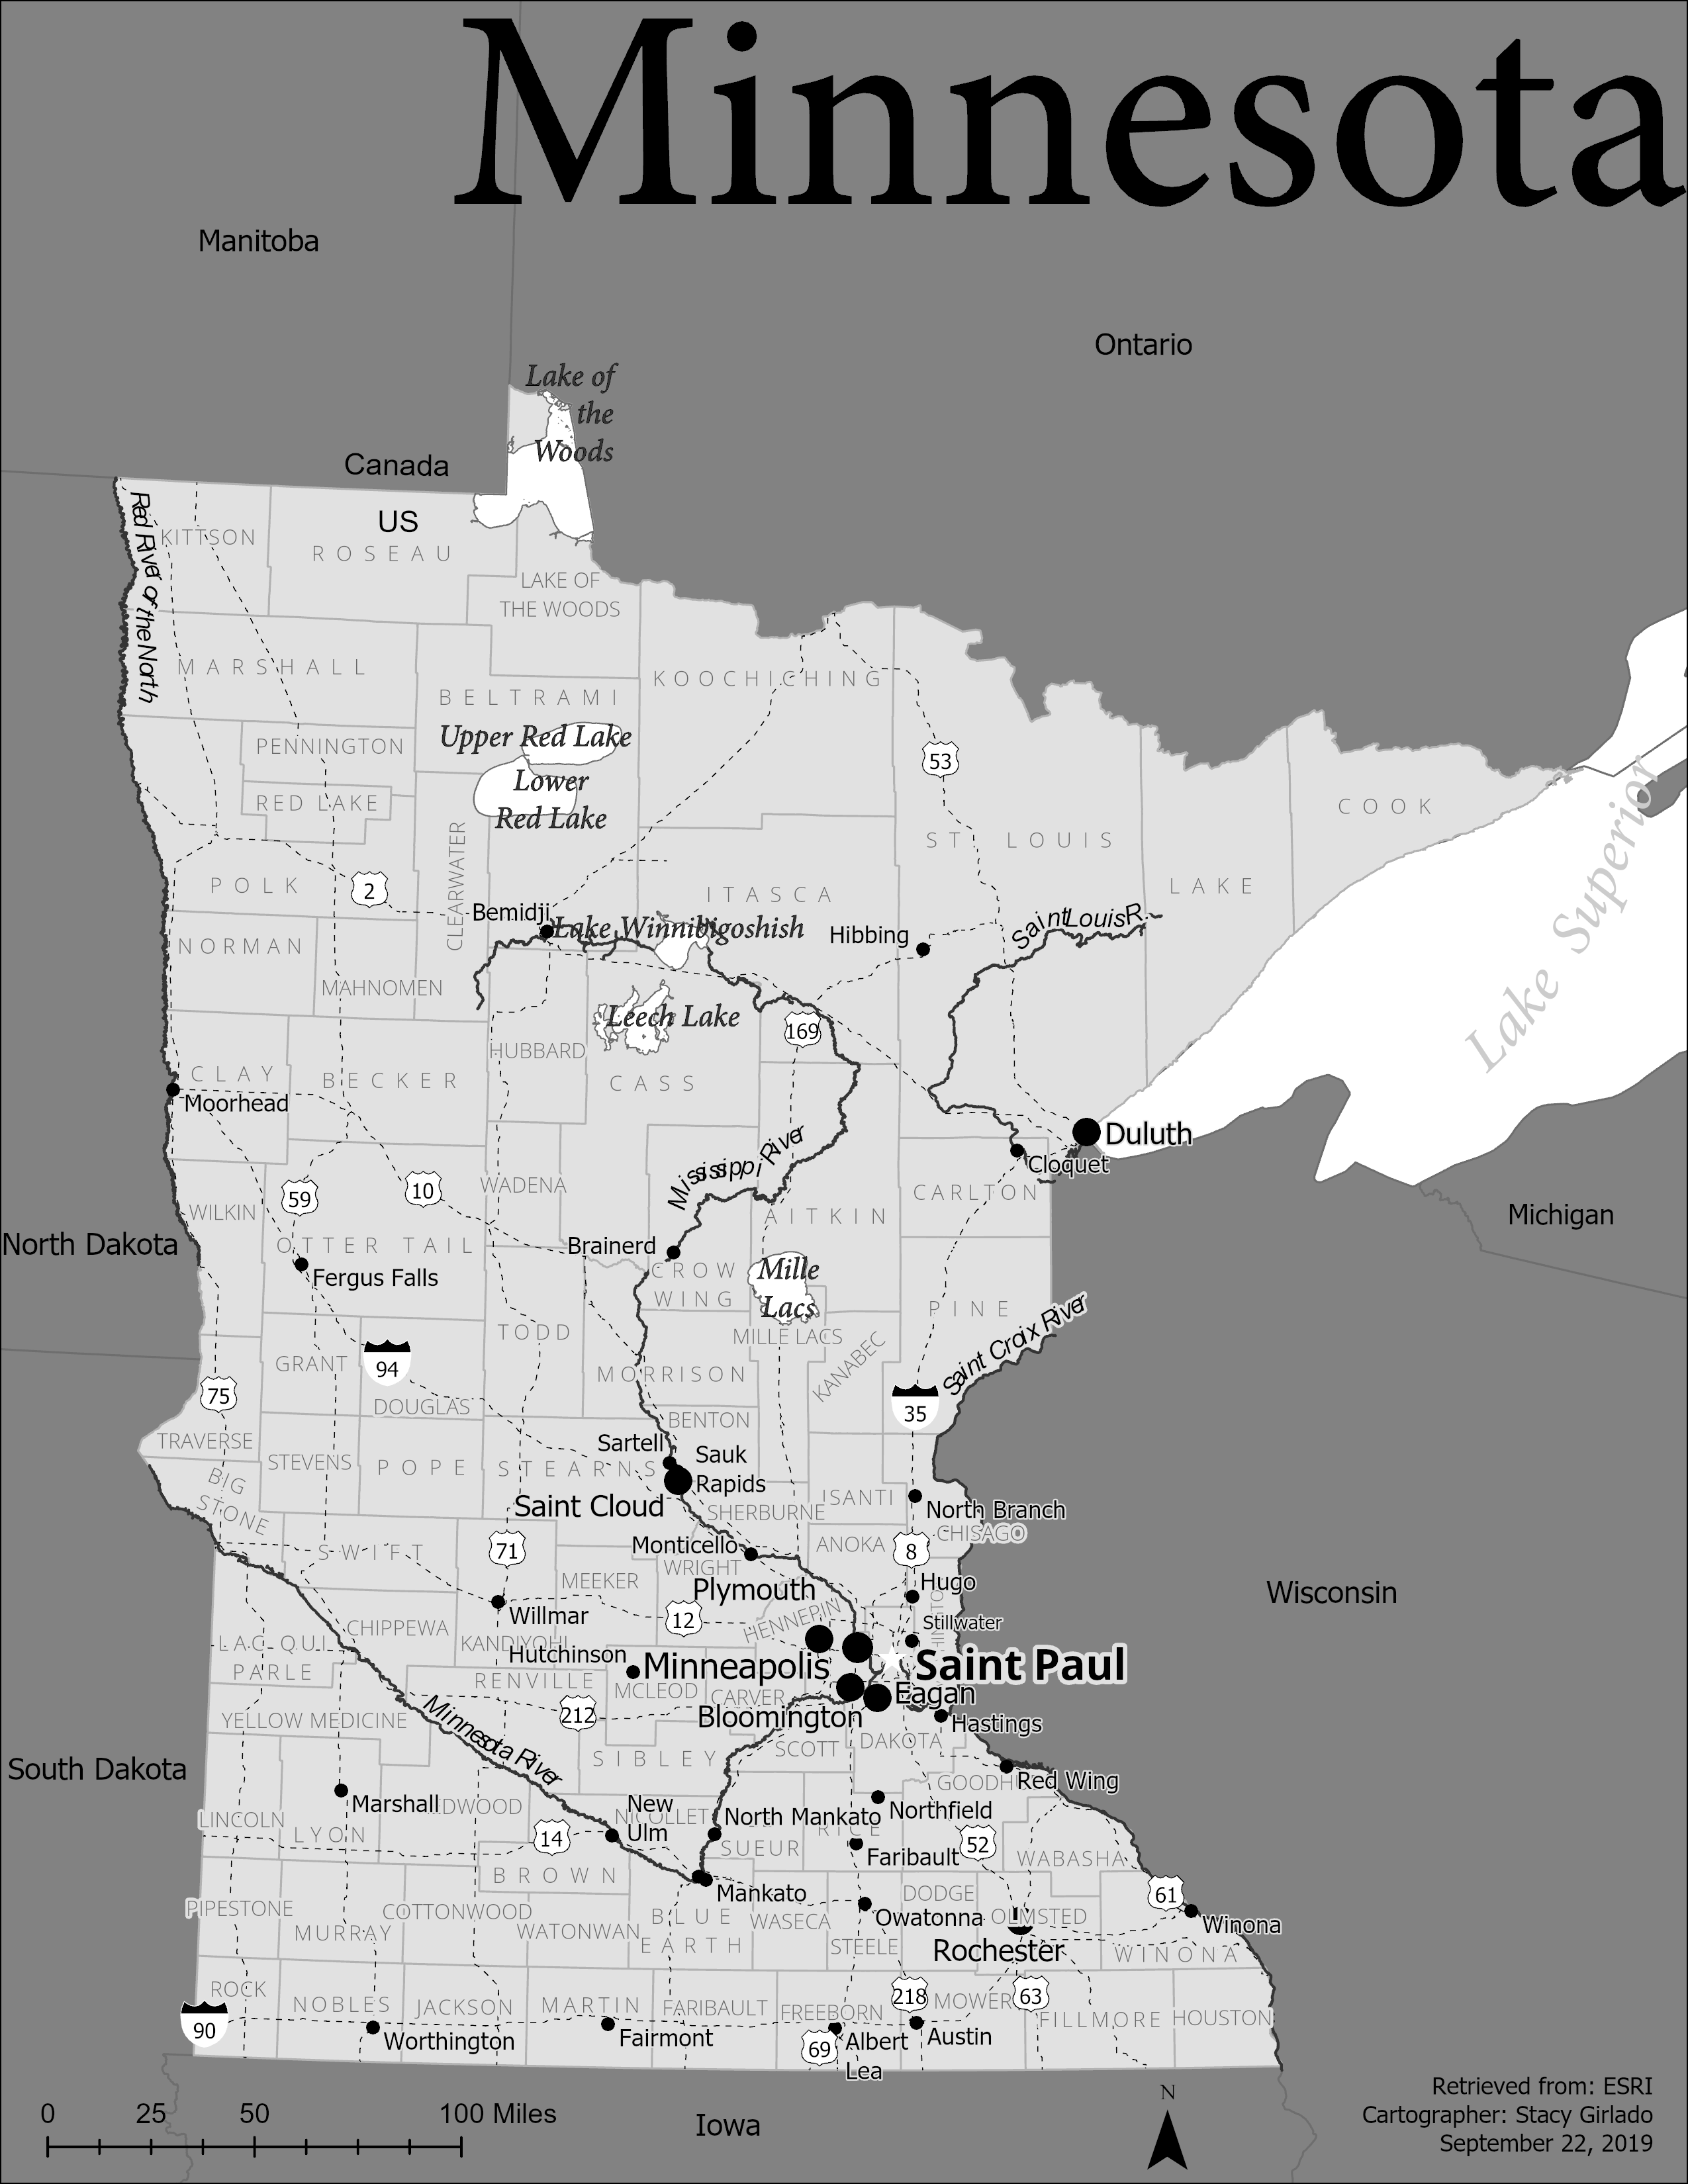 Minnesota
Manitoba
Ontario
Lake of
the
Woods
Canada
US
Red River of the North
KITTSON
ROSEAU
LAKE OF
THE WOODS
MARSHALL
KOOCHICHING
BELTRAMI
Upper Red Lake
PENNINGTON
53
Lower
Red Lake
RED LAKE
COOK
Lake Superior
CLEARWATER
ST LOUIS
POLK
2
ITASCA
LAKE
Bemidji
Lake Winnibigoshish
Hibbing
Saint Louis R.
NORMAN
MAHNOMEN
Leech Lake
169
HUBBARD
CLAY
BECKER
CASS
Moorhead
Duluth
Cloquet
Mississippi River
59
10
WADENA
CARLTON
WILKIN
AITKIN
Michigan
North Dakota
OTTER TAIL
Brainerd
Fergus Falls
CROW
WING
Mille
Lacs
PINE
Saint Croix River
TODD
MILLE LACS
KANABEC
GRANT
94
MORRISON
75
DOUGLAS
35
BENTON
TRAVERSE
Sartell
Sauk
Rapids
STEVENS
POPE
STEARNS
BIG
STONE
Saint Cloud
SHERBURNE
ISANTI
North Branch
CHISAGO
SWIFT
71
Monticello
WRIGHT
ANOKA
8
MEEKER
Plymouth
Hugo
Wisconsin
Willmar
12
HENNEPIN
Stillwater
CHIPPEWA
LAC QUI
PARLE
KANDIYOHI
Hutchinson
Minneapolis
Saint Paul
RENVILLE
MCLEOD
CARVER
Eagan
212
Bloomington
Hastings
YELLOW MEDICINE
Minnesota River
SCOTT
DAKOTA
SIBLEY
South Dakota
GOODH
Red Wing
Marshall
DWOOD
New
Ulm
NICOLLET
North Mankato
Northfield
LINCOLN
LYON
14
SUEUR
RICE
Faribault
52
WABASHA
BROWN
Mankato
DODGE
61
PIPESTONE
MURRAY
COTTONWOOD
WATONWAN
BLUE
EARTH
WASECA
Owatonna
OLMSTED
Winona
STEELE
Rochester
WINONA
ROCK
NOBLES
JACKSON
MARTIN
FARIBAULT
FREEBORN
218
MOWER
63
FILLMORE
HOUSTON
90
Worthington
Fairmont
69
Albert
Lea
Austin
0 25 50 100 Miles
Iowa
N
Retrieved from: ESRI
Cartographer: Stacy Girlado
September 22, 2019